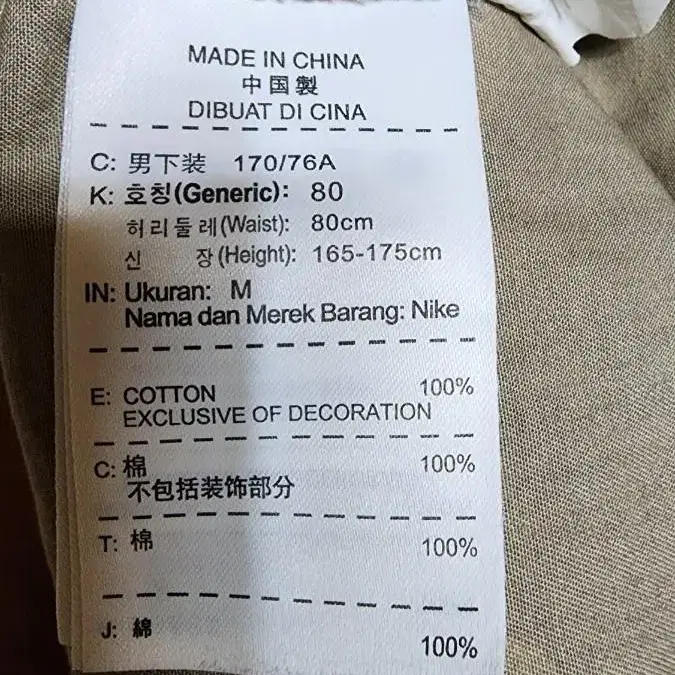 MADE IN CHINA
中国製
DIBUAT DI CINA
C: 男下装 170/76A
K: 호칭(Generic): 80
허리둘레(Waist): 80cm
신 장(Height): 165-175cm
IN: Ukuran: M
Nama dan Merek Barang: Nike
E: COTTON 100%
EXCLUSIVE OF DECORATION
C: 棉 100%
不包括装饰部分
T: 棉 100%
J: 綿 100%